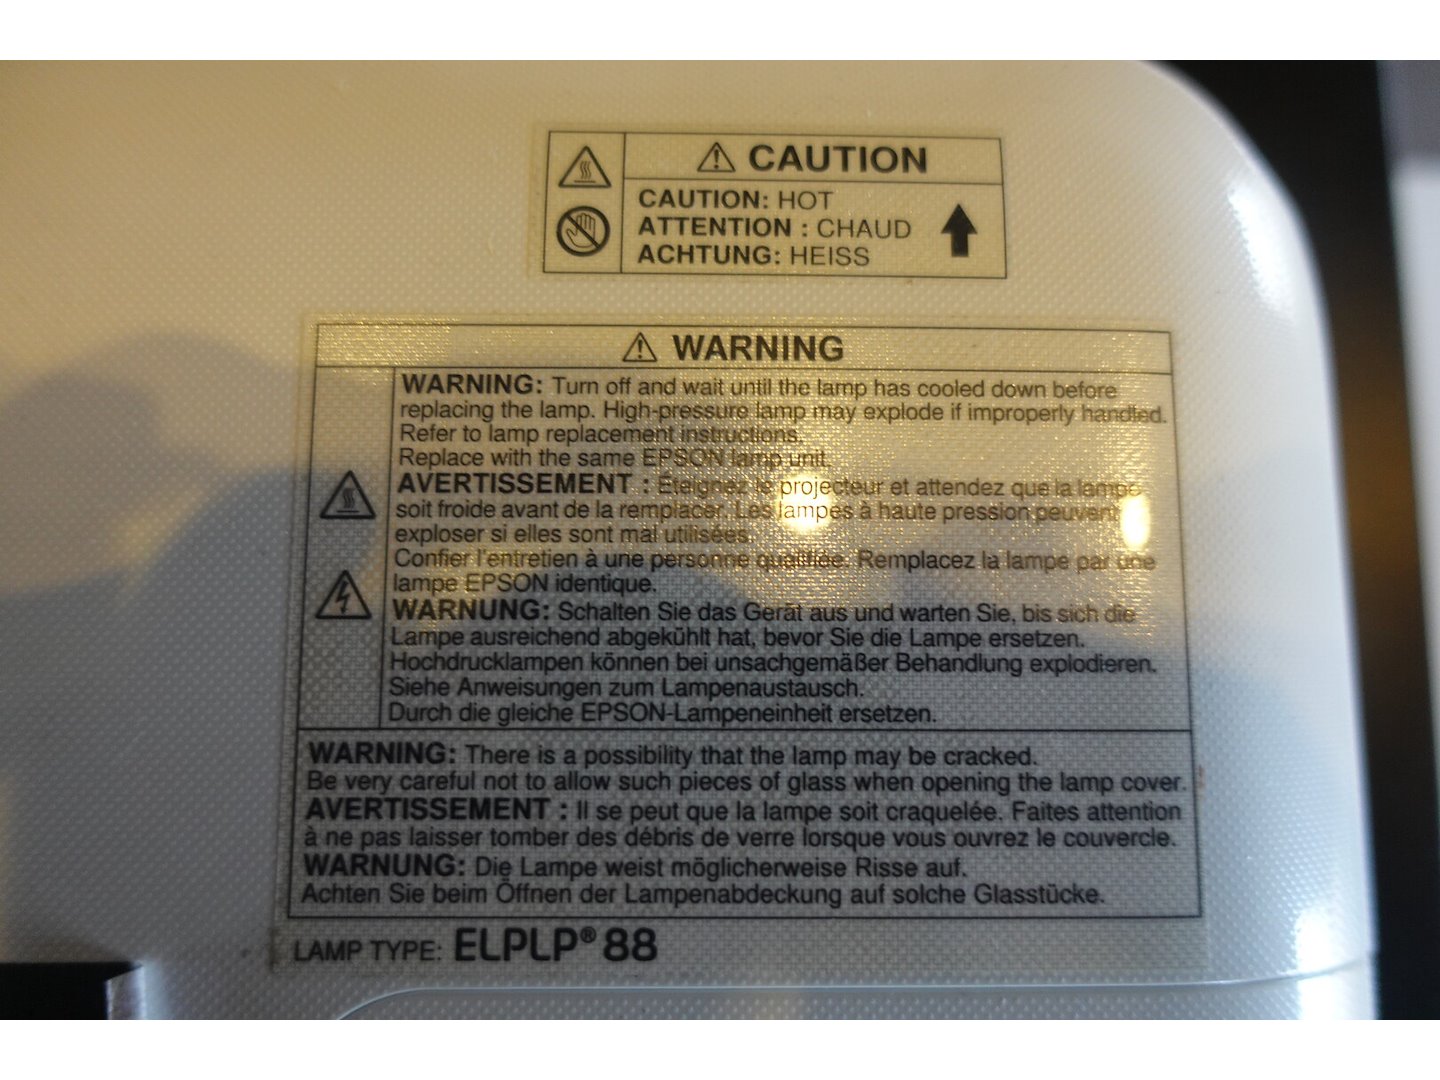 CAUTION
CAUTION: HOT
ATTENTION : CHAUD
ACHTUNG: HEISS
WARNING
WARNING: Turn off and wait until the lamp has cooled down before
replacing the lamp. High-pressure lamp may explode if improperly handled.
Refer to lamp replacement instructions.
Replace with the same EPSON lamp unit.
AVERTISSEMENT : Éteignez le projecteur et attendez que la lampe
soit froide avant de la remplacer. Les lampes à haute pression peuvent
exploser si elles sont mal utilisées.
Confier l'entretien à une personne qualifiée. Remplacez la lampe par une
lampe EPSON identique.
WARNUNG: Schalten Sie das Gerät aus und warten Sie, bis sich die
Lampe ausreichend abgekühlt hat, bevor Sie die Lampe ersetzen.
Hochdrucklampen können bei unsachgemäßer Behandlung explodieren.
Siehe Anweisungen zum Lampenaustausch.
Durch die gleiche EPSON-Lampeneinheit ersetzen.
WARNING: There is a possibility that the lamp may be cracked.
Be very careful not to allow such pieces of glass when opening the lamp cover.
AVERTISSEMENT : Il se peut que la lampe soit craquelée. Faites attention
à ne pas laisser tomber des débris de verre lorsque vous ouvrez le couvercle.
WARNUNG: Die Lampe weist möglicherweise Risse auf.
Achten Sie beim Öffnen der Lampenabdeckung auf solche Glasstücke.
LAMP TYPE: ELPLP® 88